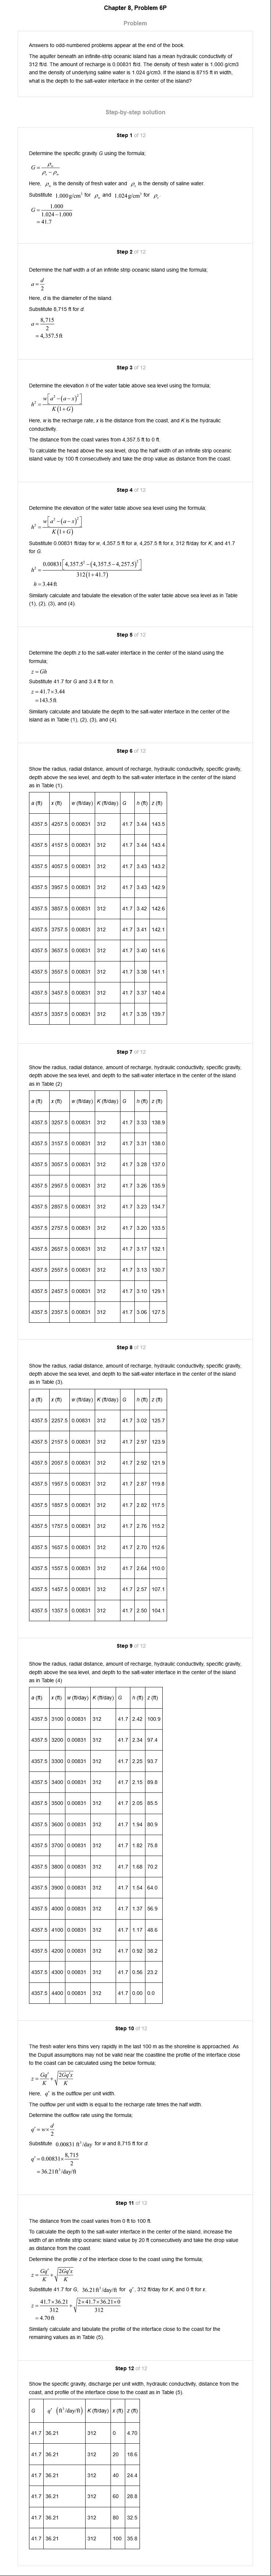 Chapter 8, Problem 6P
Problem
Answers to odd-numbered problems appear at the end of the book.
The aquifer beneath an infinite-strip oceanic island has a mean hydraulic conductivity of
312 ft/d. The amount of recharge is 0.00831 ft/d. The density of fresh water is 1.000 g/cm3
and the density of underlying saline water is 1.024 g/cm3. If the island is 8715 ft in width,
what is the depth to the salt-water interface in the center of the island?
Step-by-step solution
Step 1 of 12
Determine the specific gravity G using the formula;
G = ρw / (ρs − ρw)
Here, ρw is the density of fresh water and ρs is the density of saline water.
Substitute 1.000 g/cm³ for ρw and 1.024 g/cm³ for ρs
G = 1.000 / (1.024 − 1.000)
= 41.7
Step 2 of 12
Determine the half width a of an infinite strip oceanic island using the formula;
a = d/2
Here, d is the diameter of the island.
Substitute 8,715 ft for d.
a = 8,715/2
= 4,357.5 ft
Step 3 of 12
Determine the elevation h of the water table above sea level using the formula;
h² = w[a² − (a − x)²] / K(1+G)
Here, w is the recharge rate, x is the distance from the coast, and K is the hydraulic
conductivity.
The distance from the coast varies from 4,357.5 ft to 0 ft.
To calculate the head above the sea level, drop the half width of an infinite strip oceanic
island value by 100 ft consecutively and take the drop value as distance from the coast.
Step 4 of 12
Determine the elevation of the water table above sea level using the formula;
h² = w[a² − (a − x)²] / K(1+G)
Substitute 0.00831 ft/day for w, 4,357.5 ft for a, 4,257.5 ft for x, 312 ft/day for K, and 41.7
for G.
h² = 0.00831[4,357.5² − (4,357.5 − 4,257.5)²] / 312(1+41.7)
h = 3.44 ft
Similarly calculate and tabulate the elevation of the water table above sea level as in Table
(1), (2), (3), and (4).
Step 5 of 12
Determine the depth z to the salt-water interface in the center of the island using the
formula;
z = Gh
Substitute 41.7 for G and 3.4 ft for h.
z = 41.7 × 3.44
= 143.5 ft
Similarly calculate and tabulate the depth to the salt-water interface in the center of the
island as in Table (1), (2), (3), and (4).
Step 6 of 12
Show the radius, radial distance, amount of recharge, hydraulic conductivity, specific gravity,
depth above the sea level, and depth to the salt-water interface in the center of the island
as in Table (1).
a (ft) x (ft) w (ft/day) K (ft/day) G h (ft) z (ft)
4357.5 4257.5 0.00831 312 41.7 3.44 143.5
4357.5 4157.5 0.00831 312 41.7 3.44 143.4
4357.5 4057.5 0.00831 312 41.7 3.43 143.2
4357.5 3957.5 0.00831 312 41.7 3.43 142.9
4357.5 3857.5 0.00831 312 41.7 3.42 142.6
4357.5 3757.5 0.00831 312 41.7 3.41 142.1
4357.5 3657.5 0.00831 312 41.7 3.40 141.6
4357.5 3557.5 0.00831 312 41.7 3.38 141.1
4357.5 3457.5 0.00831 312 41.7 3.37 140.4
4357.5 3357.5 0.00831 312 41.7 3.35 139.7
Step 7 of 12
Show the radius, radial distance, amount of recharge, hydraulic conductivity, specific gravity,
depth above the sea level, and depth to the salt-water interface in the center of the island
as in Table (2)
a (ft) x (ft) w (ft/day) K (ft/day) G h (ft) z (ft)
4357.5 3257.5 0.00831 312 41.7 3.33 138.9
4357.5 3157.5 0.00831 312 41.7 3.31 138.0
4357.5 3057.5 0.00831 312 41.7 3.28 137.0
4357.5 2957.5 0.00831 312 41.7 3.26 135.9
4357.5 2857.5 0.00831 312 41.7 3.23 134.7
4357.5 2757.5 0.00831 312 41.7 3.20 133.5
4357.5 2657.5 0.00831 312 41.7 3.17 132.1
4357.5 2557.5 0.00831 312 41.7 3.13 130.7
4357.5 2457.5 0.00831 312 41.7 3.10 129.1
4357.5 2357.5 0.00831 312 41.7 3.06 127.5
Step 8 of 12
Show the radius, radial distance, amount of recharge, hydraulic conductivity, specific gravity,
depth above the sea level, and depth to the salt-water interface in the center of the island
as in Table (3).
a (ft) x (ft) w (ft/day) K (ft/day) G h (ft) z (ft)
4357.5 2257.5 0.00831 312 41.7 3.02 125.7
4357.5 2157.5 0.00831 312 41.7 2.97 123.9
4357.5 2057.5 0.00831 312 41.7 2.92 121.9
4357.5 1957.5 0.00831 312 41.7 2.87 119.8
4357.5 1857.5 0.00831 312 41.7 2.82 117.5
4357.5 1757.5 0.00831 312 41.7 2.76 115.2
4357.5 1657.5 0.00831 312 41.7 2.70 112.6
4357.5 1557.5 0.00831 312 41.7 2.64 110.0
4357.5 1457.5 0.00831 312 41.7 2.57 107.1
4357.5 1357.5 0.00831 312 41.7 2.50 104.1
Step 9 of 12
Show the radius, radial distance, amount of recharge, hydraulic conductivity, specific gravity,
depth above the sea level, and depth to the salt-water interface in the center of the island
as in Table (4)
a (ft) x (ft) w (ft/day) K (ft/day) G h (ft) z (ft)
4357.5 3100 0.00831 312 41.7 2.42 100.9
4357.5 3200 0.00831 312 41.7 2.34 97.4
4357.5 3300 0.00831 312 41.7 2.25 93.7
4357.5 3400 0.00831 312 41.7 2.15 89.8
4357.5 3500 0.00831 312 41.7 2.05 85.5
4357.5 3600 0.00831 312 41.7 1.94 80.9
4357.5 3700 0.00831 312 41.7 1.82 75.8
4357.5 3800 0.00831 312 41.7 1.68 70.2
4357.5 3900 0.00831 312 41.7 1.54 64.0
4357.5 4000 0.00831 312 41.7 1.37 56.9
4357.5 4100 0.00831 312 41.7 1.17 48.6
4357.5 4200 0.00831 312 41.7 0.92 38.2
4357.5 4300 0.00831 312 41.7 0.56 23.2
4357.5 4400 0.00831 312 41.7 0.00 0.0
Step 10 of 12
The fresh water lens thins very rapidly in the last 100 m as the shoreline is approached. As
the Dupuit assumptions may not be valid near the coastline the profile of the interface close
to the coast can be calculated using the below formula;
z = Gq'/K + √(2Gq'x/K)
Here, q' is the outflow per unit width.
The outflow per unit width is equal to the recharge rate times the half width.
Determine the outflow rate using the formula;
q' = w × d/2
Substitute 0.00831 ft³/day for w and 8,715 ft for d
q' = 0.00831 × 8,715/2
= 36.21 ft³/day/ft
Step 11 of 12
The distance from the coast varies from 0 ft to 100 ft.
To calculate the depth to the salt-water interface in the center of the island, increase the
width of an infinite strip oceanic island value by 20 ft consecutively and take the drop value
as distance from the coast.
Determine the profile z of the interface close to the coast using the formula;
z = Gq'/K + √(2Gq'x/K)
Substitute 41.7 for G, 36.21 ft³/day/ft for q', 312 ft/day for K, and 0 ft for x
z = 41.7×36.21/312 + √(2×41.7×36.21×0/312)
= 4.70 ft
Similarly calculate and tabulate the profile of the interface close to the coast for the
remaining values as in Table (5).
Step 12 of 12
Show the specific gravity, discharge per unit width, hydraulic conductivity, distance from the
coast, and profile of the interface close to the coast as in Table (5).
G q' (ft³/day/ft) K (ft/day) x (ft) z (ft)
41.7 36.21 312 0 4.70
41.7 36.21 312 20 18.6
41.7 36.21 312 40 24.4
41.7 36.21 312 60 28.8
41.7 36.21 312 80 32.5
41.7 36.21 312 100 35.8